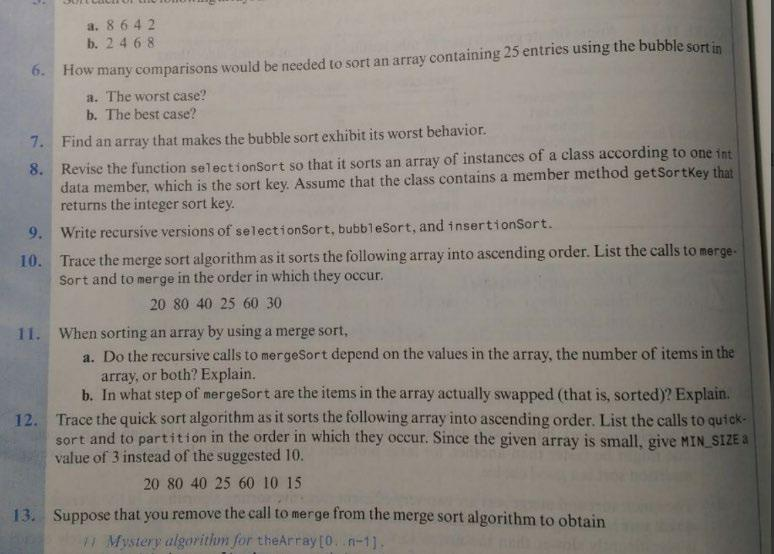 a. 8 6 4 2
b. 2 4 6 8
6. How many comparisons would be needed to sort an array containing 25 entries using the bubble sort in
a. The worst case?
b. The best case?
7. Find an array that makes the bubble sort exhibit its worst behavior.
8. Revise the function selectionSort so that it sorts an array of instances of a class according to one int
data member, which is the sort key. Assume that the class contains a member method getSortKey that
returns the integer sort key.
9. Write recursive versions of selectionSort, bubbleSort, and insertionSort.
10. Trace the merge sort algorithm as it sorts the following array into ascending order. List the calls to merge-
Sort and to merge in the order in which they occur.
20 80 40 25 60 30
11. When sorting an array by using a merge sort,
a. Do the recursive calls to mergeSort depend on the values in the array, the number of items in the
array, or both? Explain.
b. In what step of mergeSort are the items in the array actually swapped (that is, sorted)? Explain.
12. Trace the quick sort algorithm as it sorts the following array into ascending order. List the calls to quick-
sort and to partition in the order in which they occur. Since the given array is small, give MIN_SIZE a
value of 3 instead of the suggested 10.
20 80 40 25 60 10 15
13. Suppose that you remove the call to merge from the merge sort algorithm to obtain
// Mystery algorithm for theArray[0..n-1].